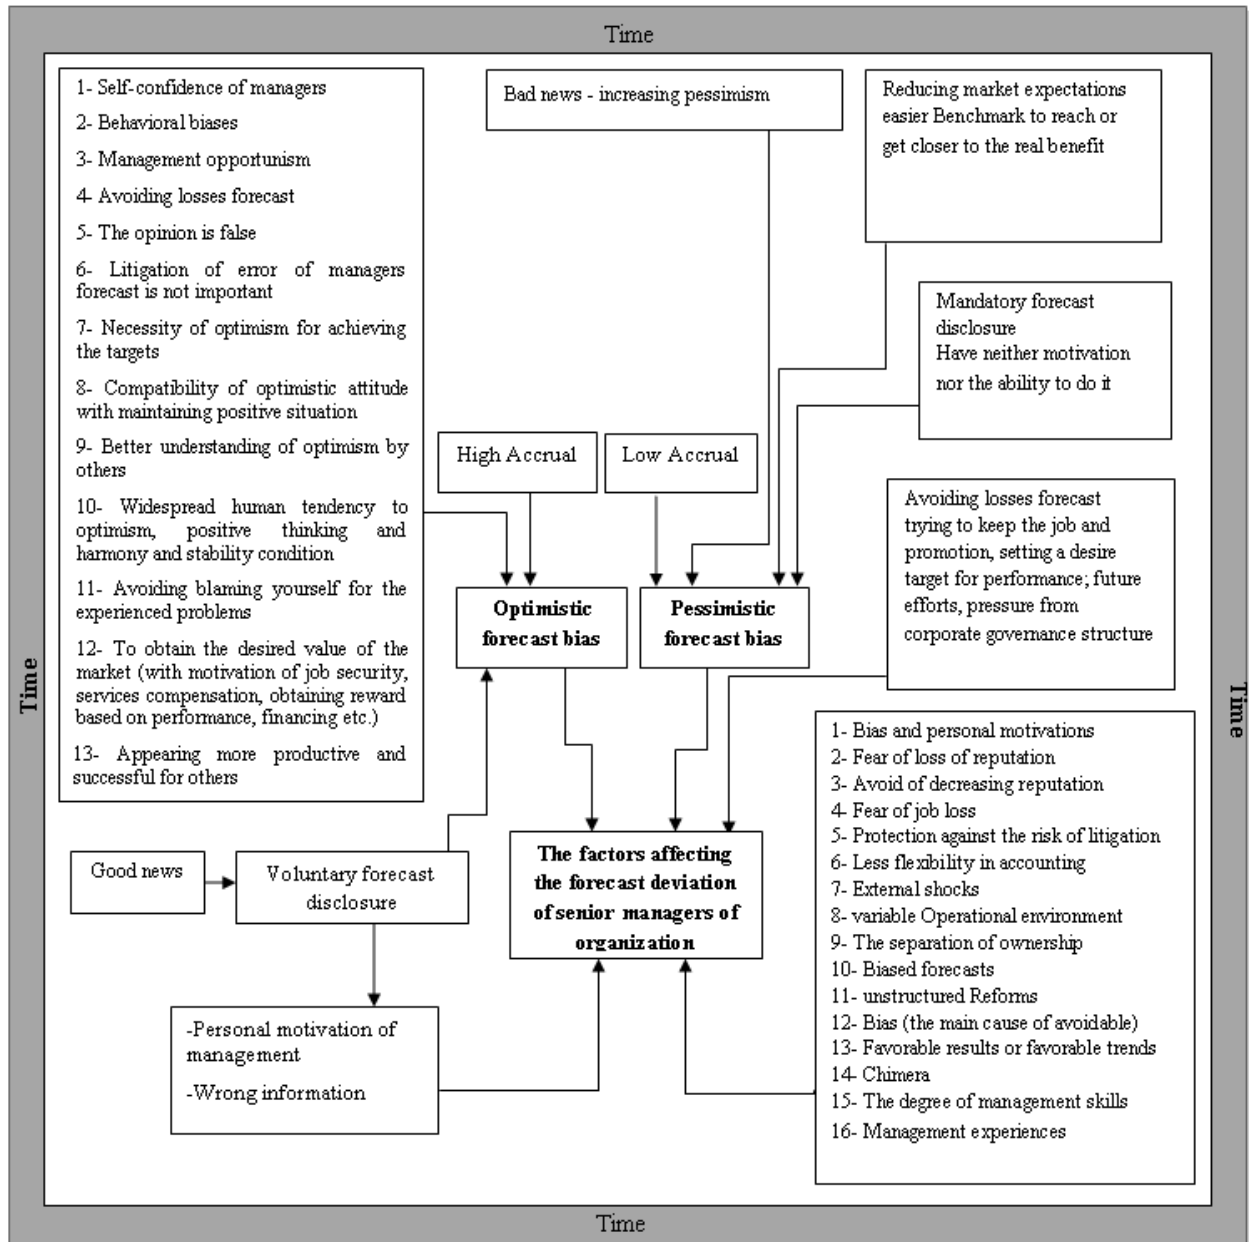 Time
1- Self-confidence of managers
2- Behavioral biases
3- Management opportunism
4- Avoiding losses forecast
5- The opinion is false
6- Litigation of error of managers
forecast is not important
7- Necessity of optimism for achieving
the targets
8- Compatibility of optimistic attitude
with maintaining positive situation
9- Better understanding of optimism by
others
10- Widespread human tendency to
optimism, positive thinking and
harmony and stability condition
11- Avoiding blaming yourself for the
experienced problems
12- To obtain the desired value of the
market (with motivation of job security,
services compensation, obtaining reward
based on performance, financing etc.)
13- Appearing more productive and
successful for others
Bad news - increasing pessimism
Reducing market expectations
easier Benchmark to reach or
get closer to the real benefit
Mandatory forecast
disclosure
Have neither motivation
nor the ability to do it
High Accrual
Low Accrual
Avoiding losses forecast
trying to keep the job and
promotion, setting a desire
target for performance; future
efforts, pressure from
corporate governance structure
Optimistic
forecast bias
Pessimistic
forecast bias
Time
Time
1- Bias and personal motivations
2- Fear of loss of reputation
3- Avoid of decreasing reputation
4- Fear of job loss
5- Protection against the risk of litigation
6- Less flexibility in accounting
7- External shocks
8- variable Operational environment
9- The separation of ownership
10- Biased forecasts
11- unstructured Reforms
12- Bias (the main cause of avoidable)
13- Favorable results or favorable trends
14- Chimera
15- The degree of management skills
16- Management experiences
Good news
Voluntary forecast
disclosure
The factors affecting
the forecast deviation
of senior managers of
organization
-Personal motivation of
management
-Wrong information
Time